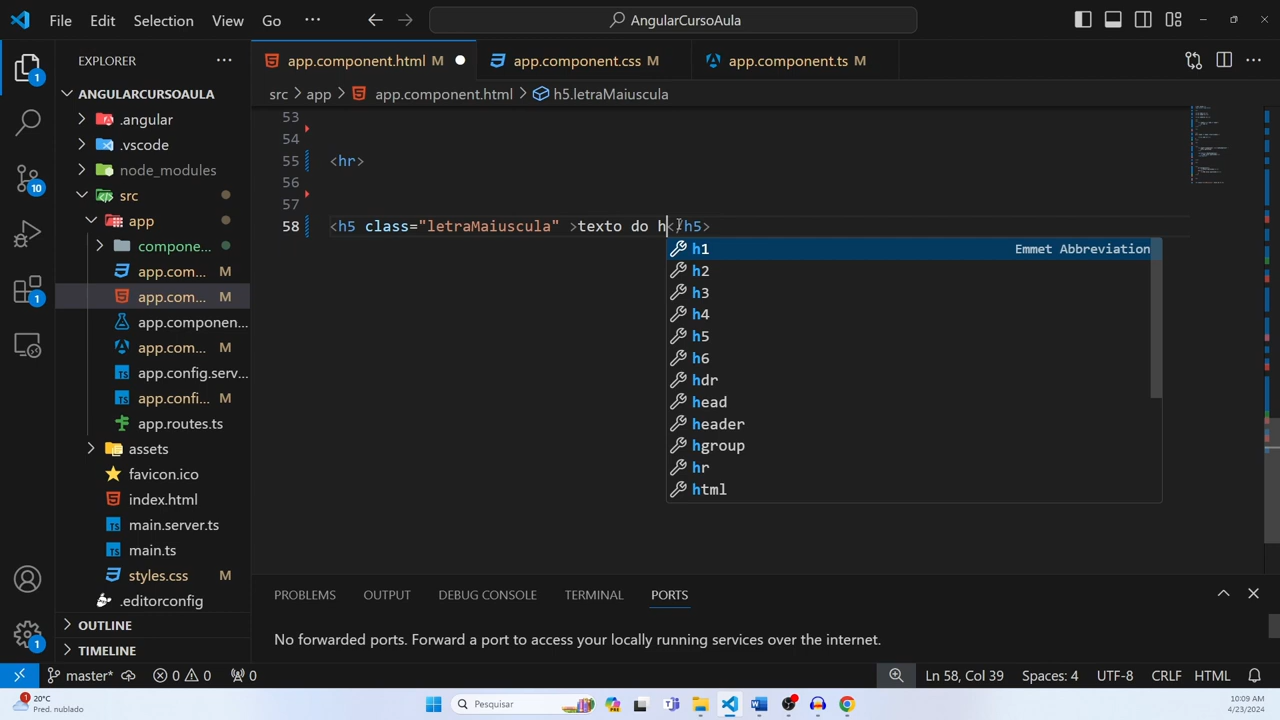 File Edit Selection View Go ··· AngularCursoAula
EXPLORER ···
ANGULARCURSOAULA
.angular
.vscode
node_modules
src
app
compone...
app.com... M
app.com... M
app.componen...
app.com... M
app.config.serv...
app.confi... M
app.routes.ts
assets
favicon.ico
index.html
main.server.ts
main.ts
styles.css M
.editorconfig
OUTLINE
TIMELINE
1
10
1
1
app.component.html M
app.component.css M
app.component.ts M
src > app > app.component.html > h5.letraMaiuscula
53
54
55 <hr>
56
57
58 <h5 class="letraMaiuscula" >texto do h</h5>
h1 Emmet Abbreviation
h2
h3
h4
h5
h6
hdr
head
header
hgroup
hr
html
PROBLEMS OUTPUT DEBUG CONSOLE TERMINAL PORTS
No forwarded ports. Forward a port to access your locally running services over the internet.
master* 0 0 0 Ln 58, Col 39 Spaces: 4 UTF-8 CRLF HTML
1
20°C
Pred. nublado
Pesquisar
10:09 AM
4/23/2024